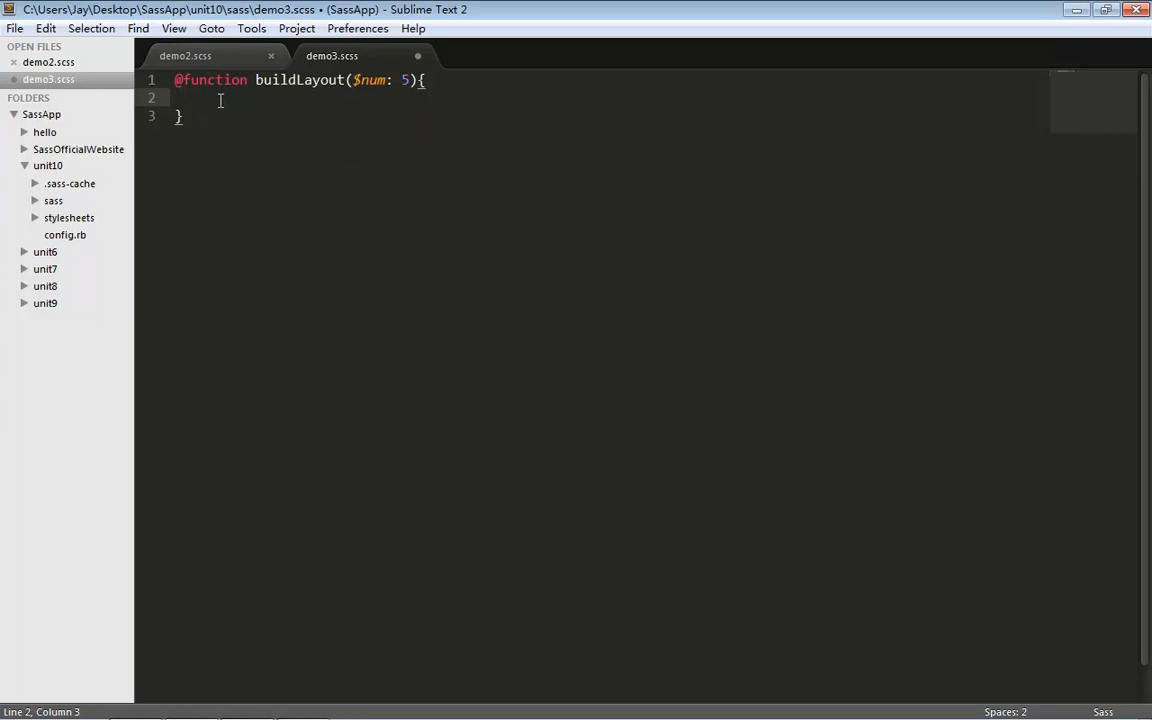 C:\Users\Jay\Desktop\SassApp\unit10\sass\demo3.scss • (SassApp) - Sublime Text 2
File Edit Selection Find View Goto Tools Project Preferences Help
OPEN FILES
demo2.scss
demo3.scss
FOLDERS
SassApp
hello
SassOfficialWebsite
unit10
.sass-cache
sass
stylesheets
config.rb
unit6
unit7
unit8
unit9
demo2.scss demo3.scss
1 @function buildLayout($num: 5){
2
3 }
Line 2, Column 3 Spaces: 2 Sass